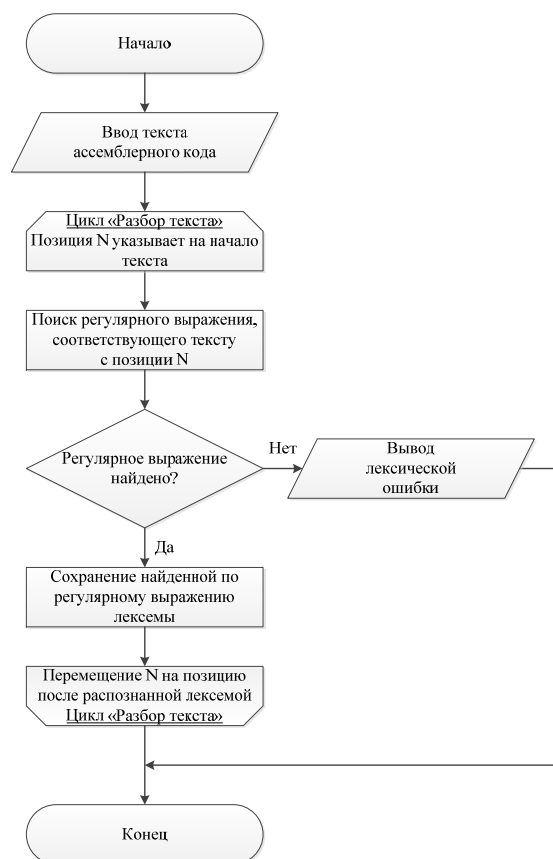 Начало
Ввод текста
ассемблерного кода
Цикл «Разбор текста»
Позиция N указывает на начало
текста
Поиск регулярного выражения,
соответствующего тексту
с позиции N
Регулярное выражение
найдено?
Нет
Вывод
лексической
ошибки
Да
Сохранение найденной по
регулярному выражению
лексемы
Перемещение N на позицию
после распознанной лексемой
Цикл «Разбор текста»
Конец